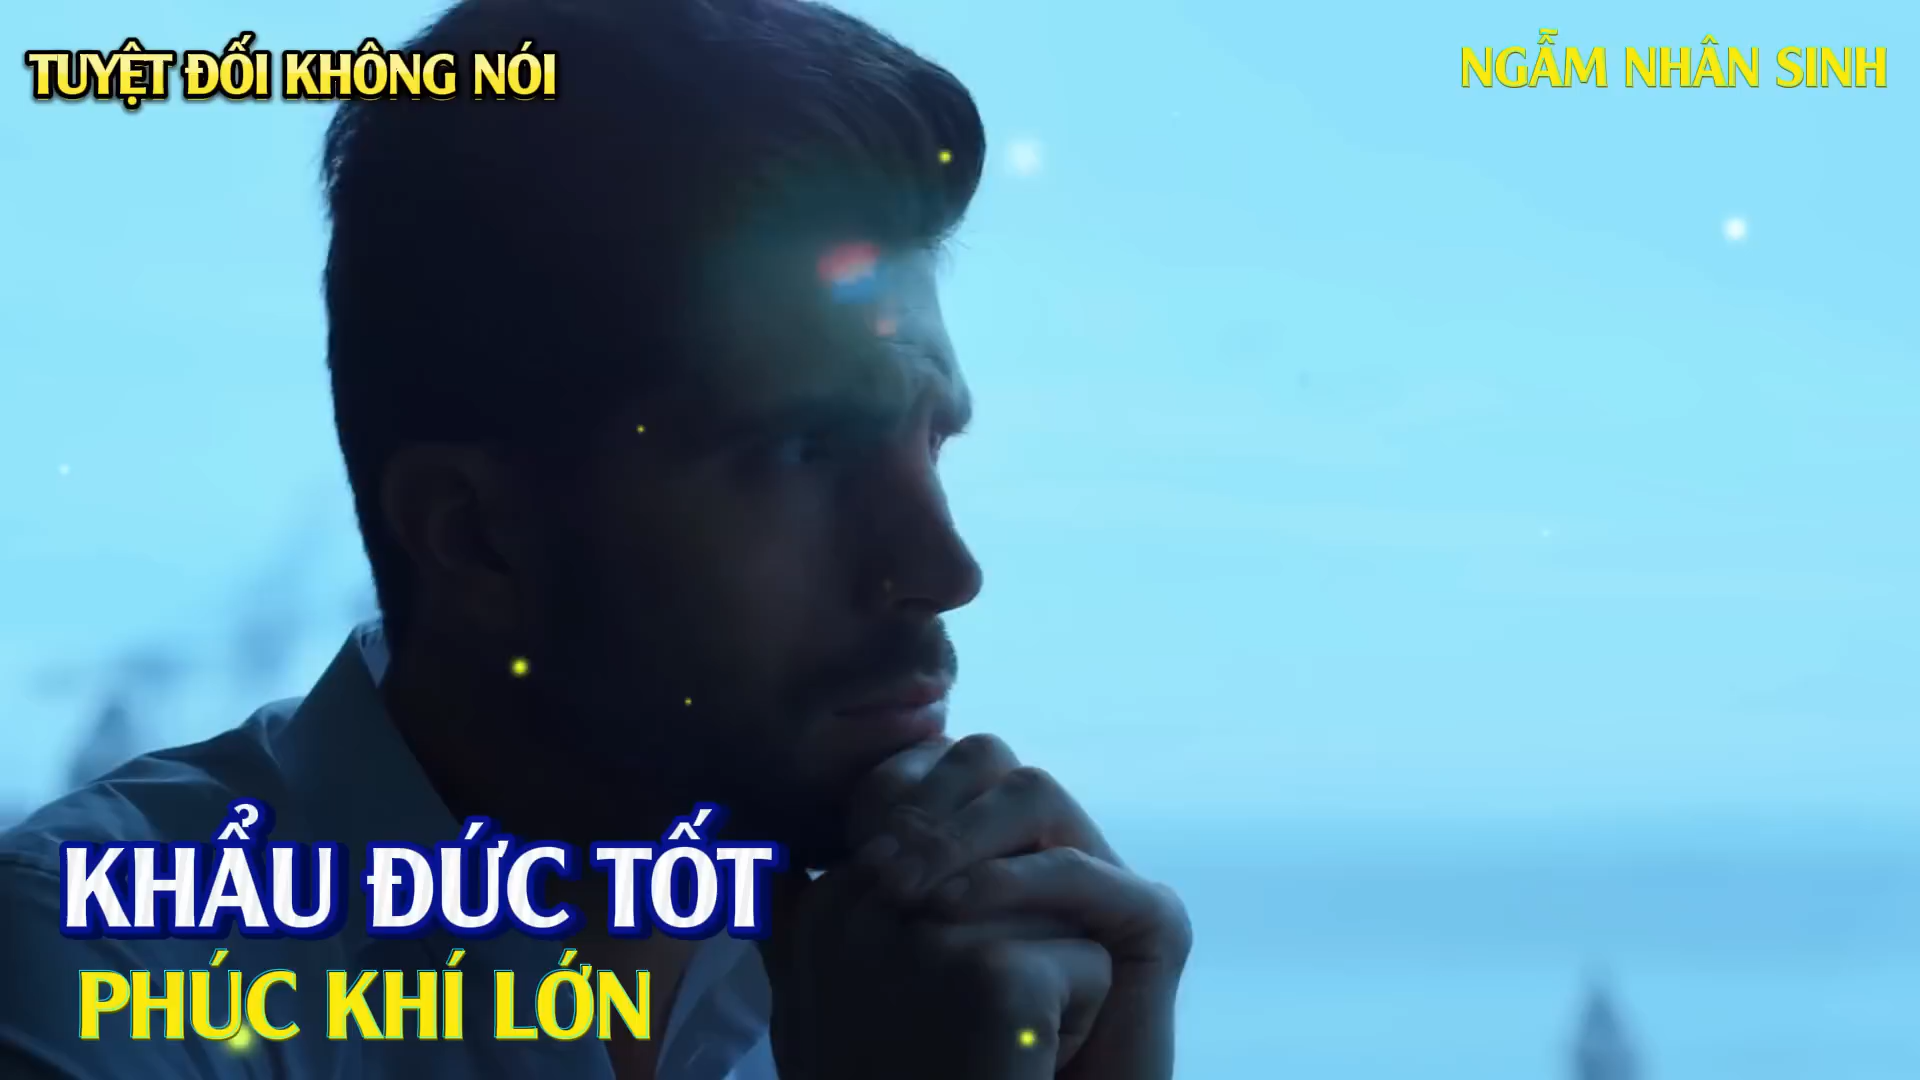 TUYỆT ĐỐI KHÔNG NÓI
NGẪM NHÂN SINH
KHẨU ĐỨC TỐT
PHÚC KHÍ LỚN